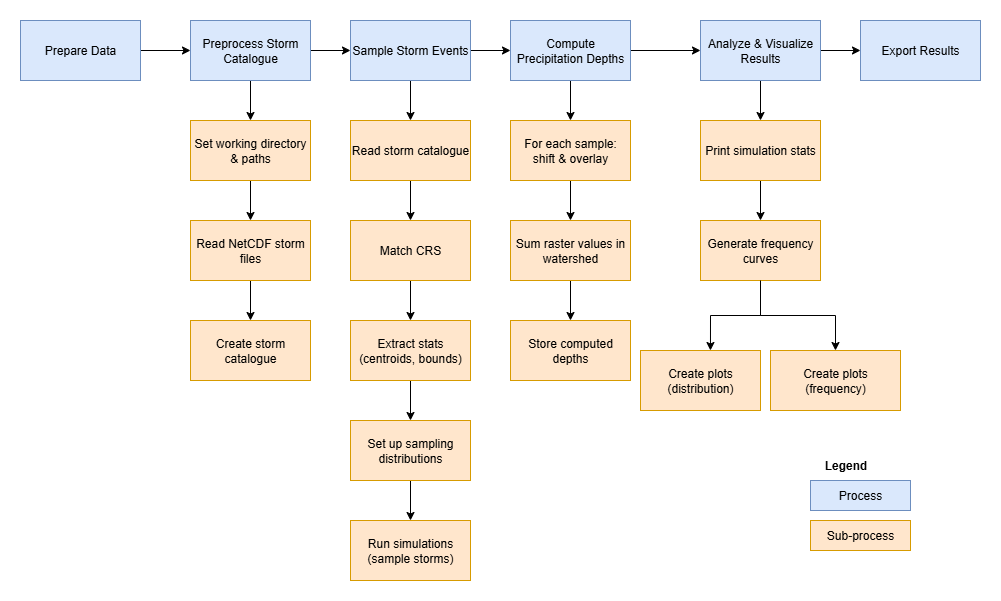 Prepare Data
Preprocess Storm
Catalogue
Sample Storm Events
Compute
Precipitation Depths
Analyze & Visualize
Results
Export Results
Set working directory
& paths
Read storm catalogue
For each sample:
shift & overlay
Print simulation stats
Read NetCDF storm
files
Match CRS
Sum raster values in
watershed
Generate frequency
curves
Create storm
catalogue
Extract stats
(centroids, bounds)
Store computed
depths
Create plots
(distribution)
Create plots
(frequency)
Set up sampling
distributions
Run simulations
(sample storms)
Legend
Process
Sub-process